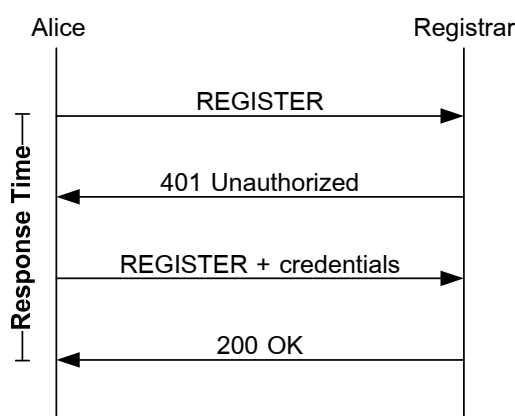 Alice
Registrar
REGISTER
401 Unauthorized
REGISTER + credentials
200 OK
Response Time